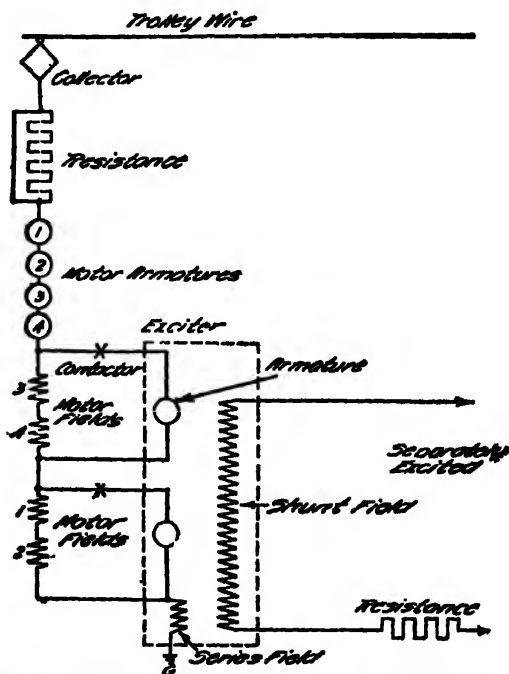 Trolley Wire
Collector
Resistance
1
2
Motor Armatures
3
4
Exciter
Contactor
Armature
3
Motor
Fields
4
Separately
Excited
1
Motor
Fields
2
Shunt Field
Resistance
Series Field
G